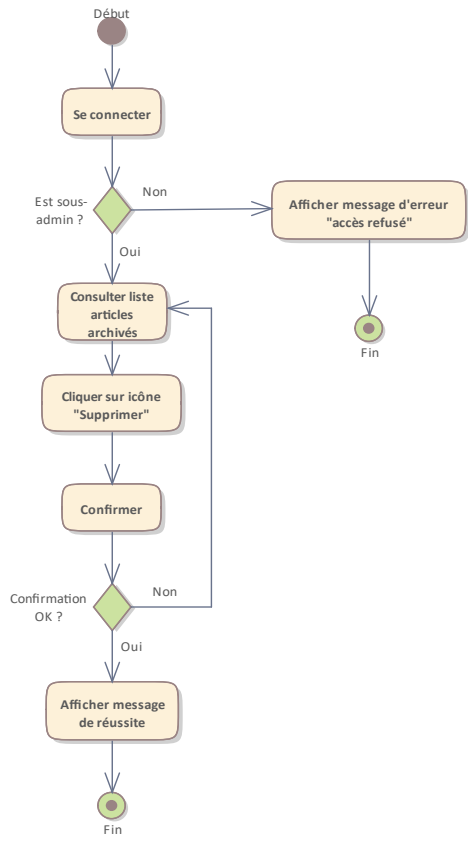 Début
Se connecter
Est sous-
admin ?
Non
Afficher message d'erreur
"accès refusé"
Oui
Fin
Consulter liste
articles
archivés
Cliquer sur icône
"Supprimer"
Confirmer
Confirmation
OK ?
Non
Oui
Afficher message
de réussite
Fin